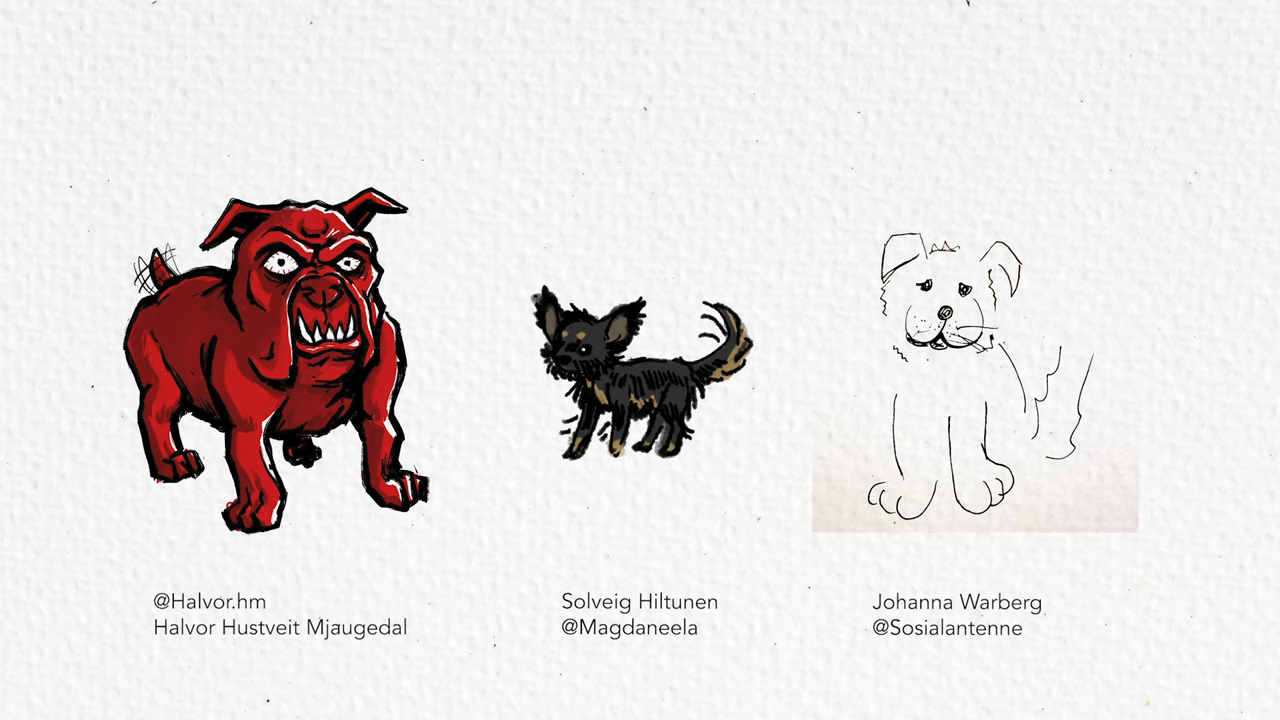 @Halvor.hm
Halvor Hustveit Mjaugedal
Solveig Hiltunen
@Magdaneela
Johanna Warberg
@Sosialantenne